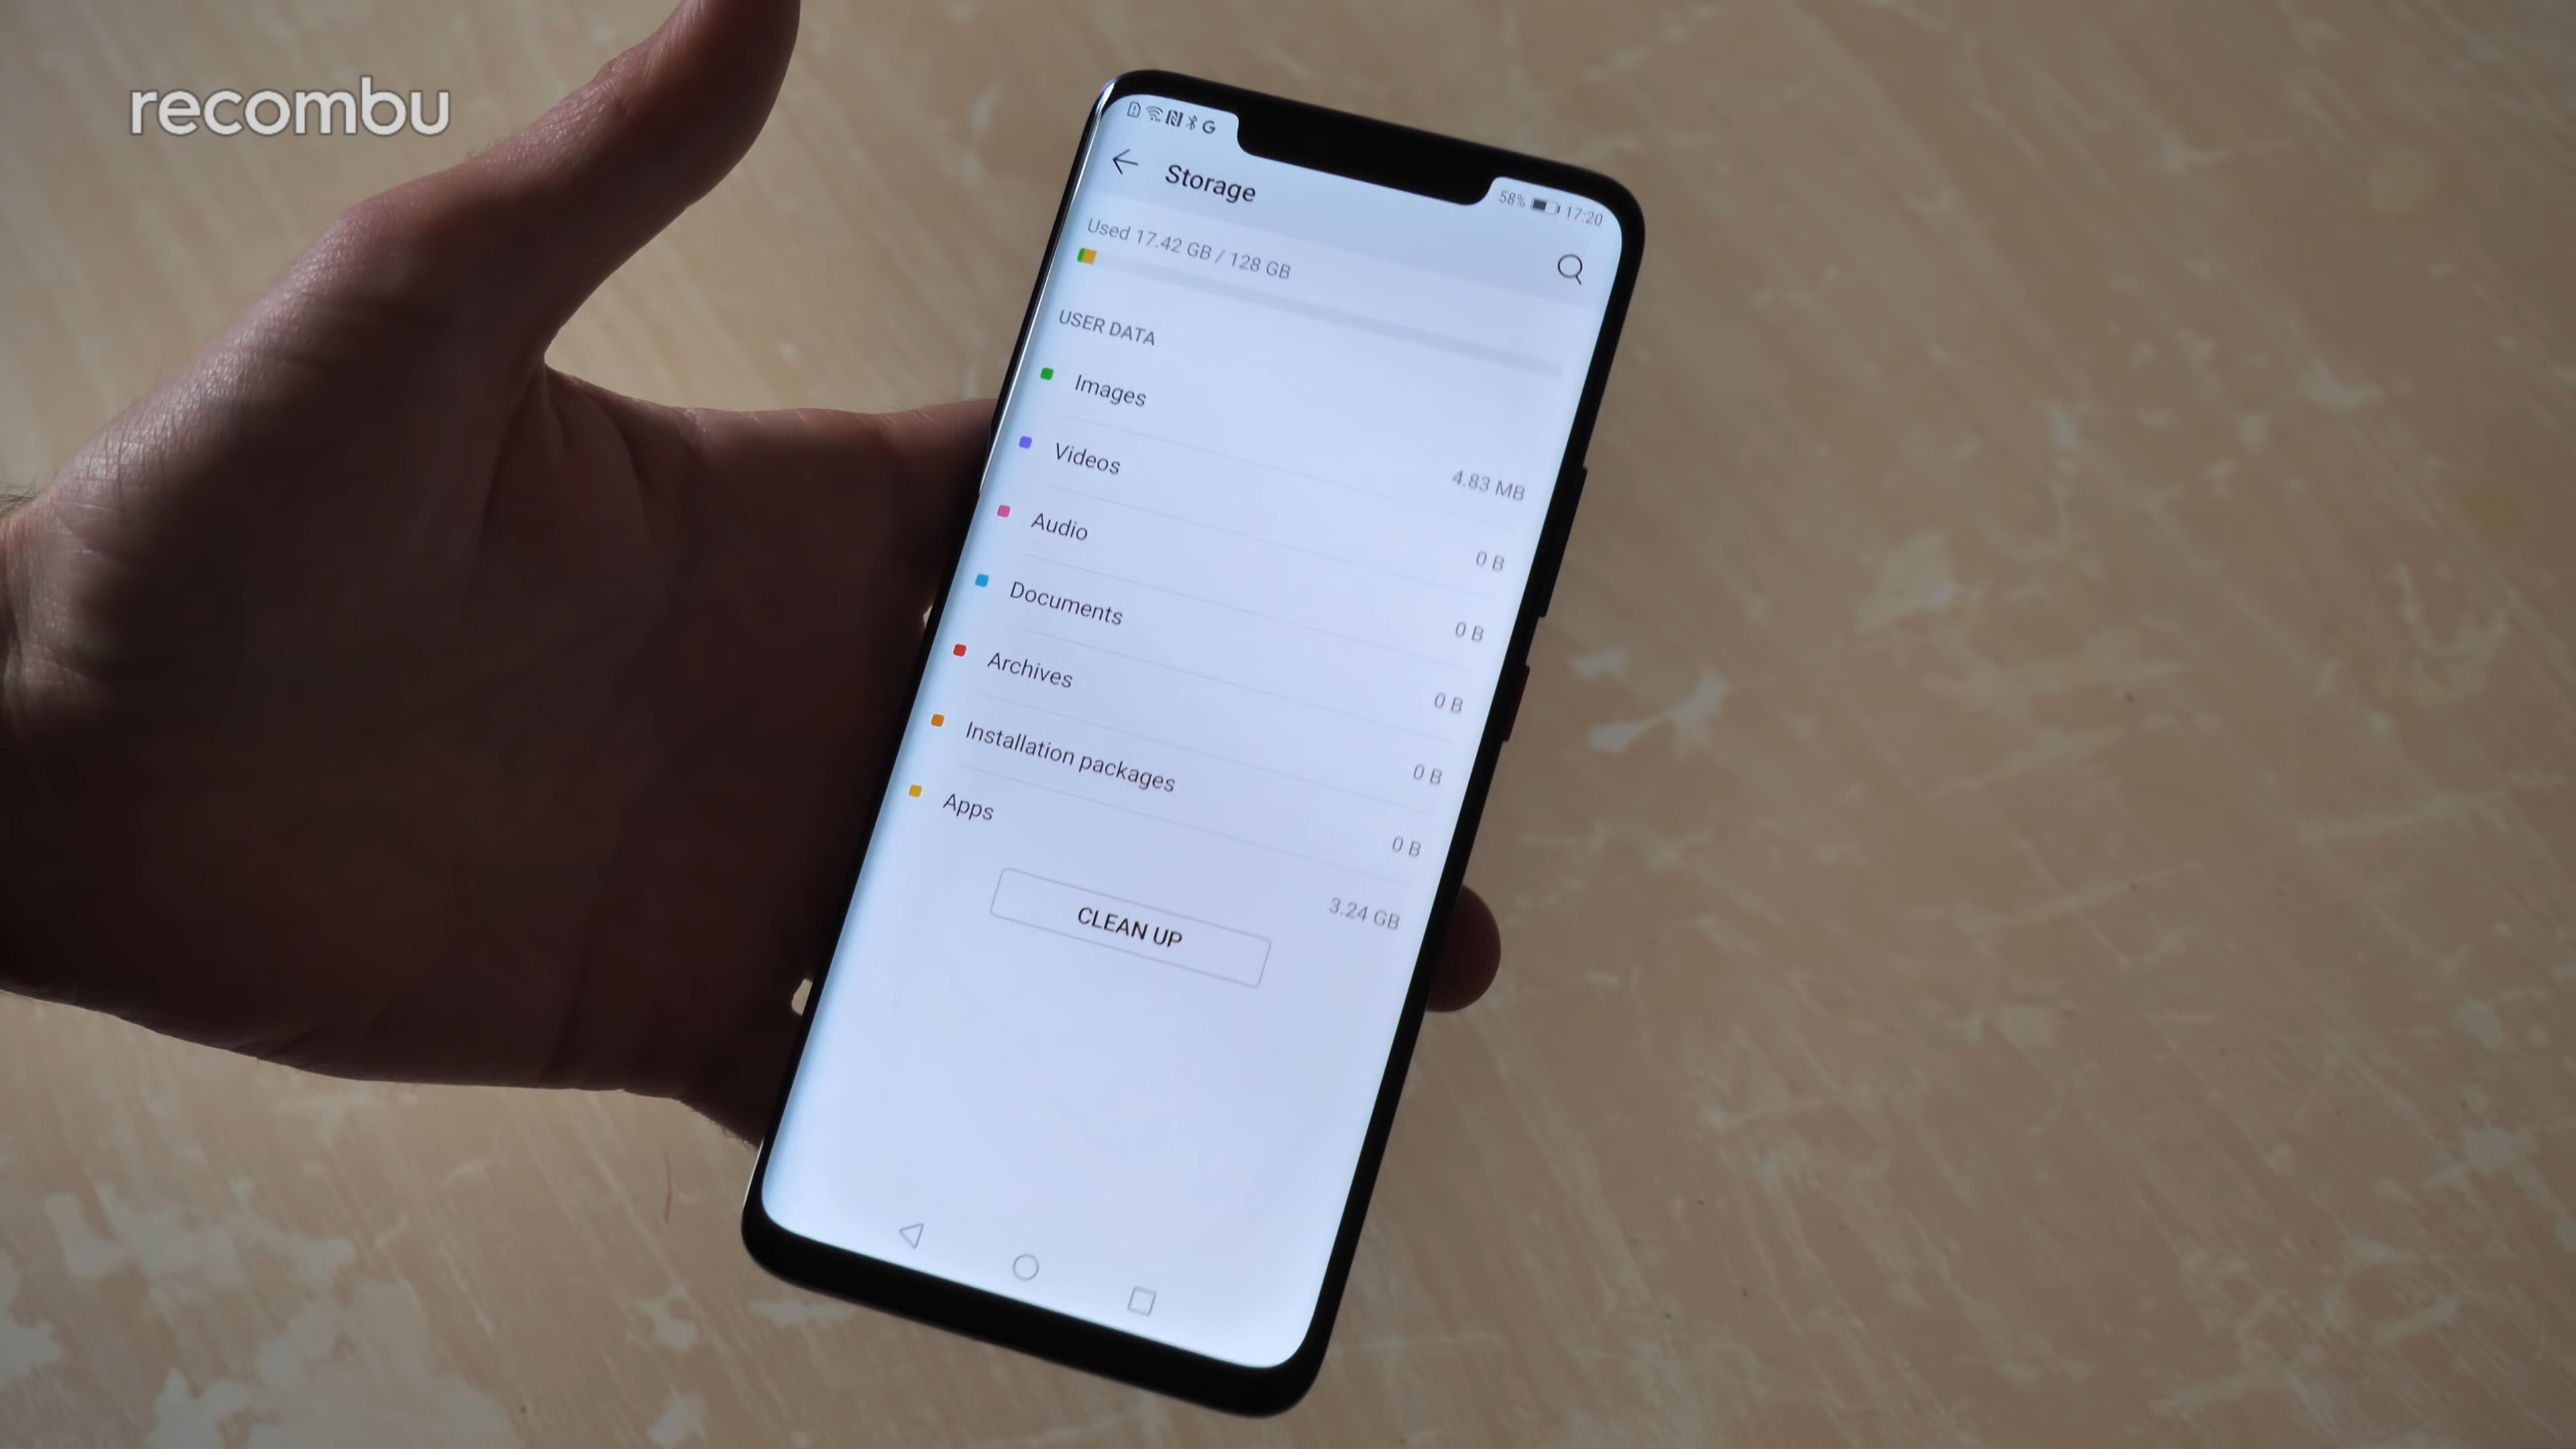 recombu
G
58% 17:20
Storage
Used 17.42 GB / 128 GB
USER DATA
Images 4.83 MB
Videos 0 B
Audio 0 B
Documents 0 B
Archives 0 B
Installation packages 0 B
Apps 3.24 GB
CLEAN UP